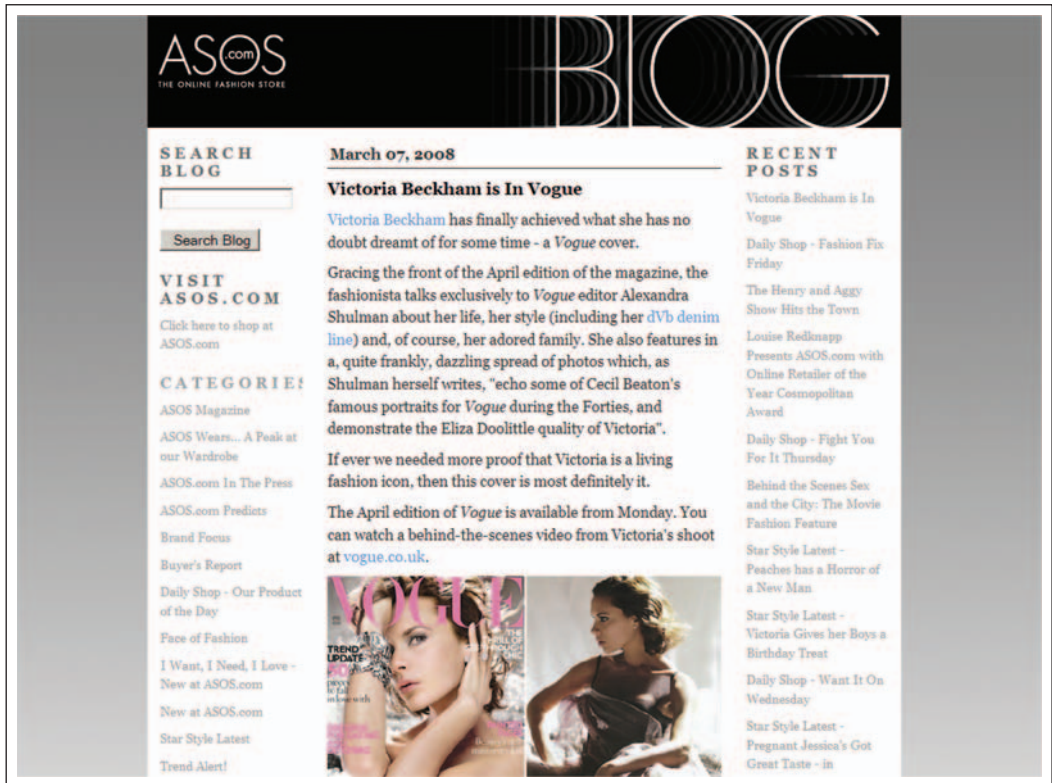 ASOS
.com
THE ONLINE FASHION STORE
BLOG
SEARCH
BLOG
Search Blog
VISIT
ASOS.COM
Click here to shop at
ASOS.com
CATEGORIES
ASOS Magazine
ASOS Wears... A Peak at
our Wardrobe
ASOS.com In The Press
ASOS.com Predicts
Brand Focus
Buyer's Report
Daily Shop - Our Product
of the Day
Face of Fashion
I Want, I Need, I Love -
New at ASOS.com
New at ASOS.com
Star Style Latest
Trend Alert!
March 07, 2008
Victoria Beckham is In Vogue
Victoria Beckham has finally achieved what she has no
doubt dreamt of for some time - a Vogue cover.
Gracing the front of the April edition of the magazine, the
fashionista talks exclusively to Vogue editor Alexandra
Shulman about her life, her style (including her dVb denim
line) and, of course, her adored family. She also features in
a, quite frankly, dazzling spread of photos which, as
Shulman herself writes, "echo some of Cecil Beaton's
famous portraits for Vogue during the Forties, and
demonstrate the Eliza Doolittle quality of Victoria".
If ever we needed more proof that Victoria is a living
fashion icon, then this cover is most definitely it.
The April edition of Vogue is available from Monday. You
can watch a behind-the-scenes video from Victoria's shoot
at vogue.co.uk.
VOGUE
TREND
UPDATE
pieces
to fall
in love with
THE
THRILL OF
RECENT
POSTS
Victoria Beckham is In
Vogue
Daily Shop - Fashion Fix
Friday
The Henry and Aggy
Show Hits the Town
Louise Redknapp
Presents ASOS.com with
Online Retailer of the
Year Cosmopolitan
Award
Daily Shop - Fight You
For It Thursday
Behind the Scenes Sex
and the City: The Movie
Fashion Feature
Star Style Latest -
Peaches has a Horror of
a New Man
Star Style Latest -
Victoria Gives her Boys a
Birthday Treat
Daily Shop - Want It On
Wednesday
Star Style Latest -
Pregnant Jessica's Got
Great Taste - in